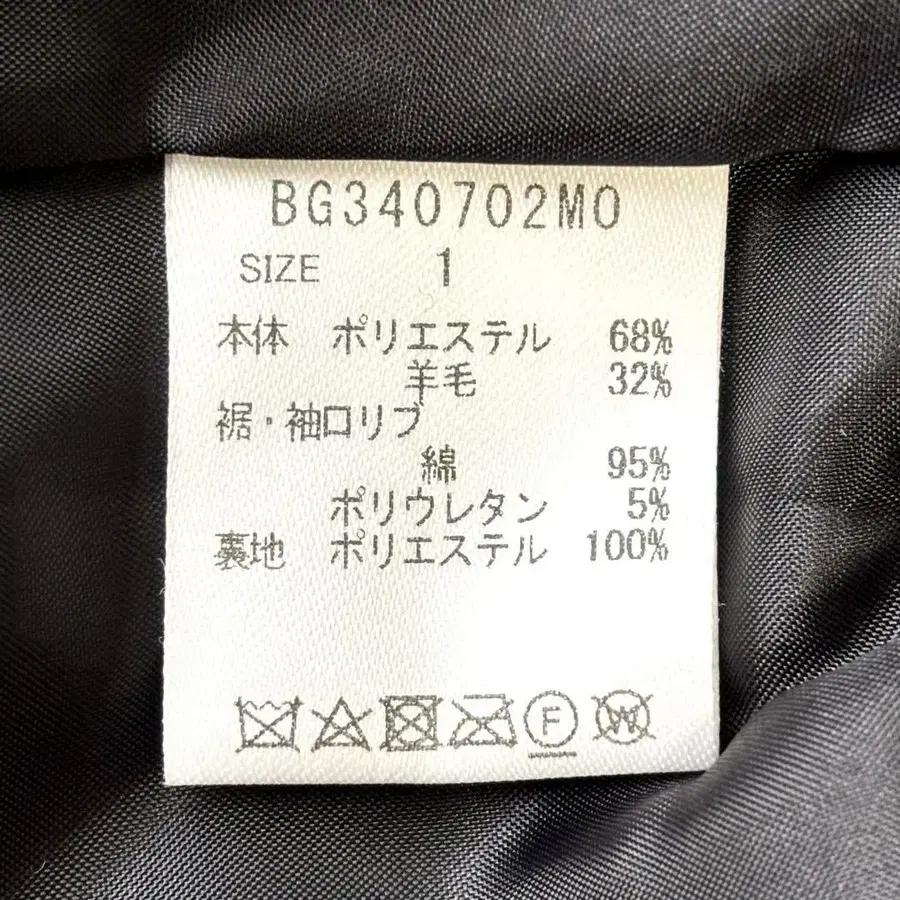 BG340702MO
SIZE 1
本体 ポリエステル 68%
羊毛 32%
裾・袖口リブ
綿 95%
ポリウレタン 5%
裏地 ポリエステル 100%
F W